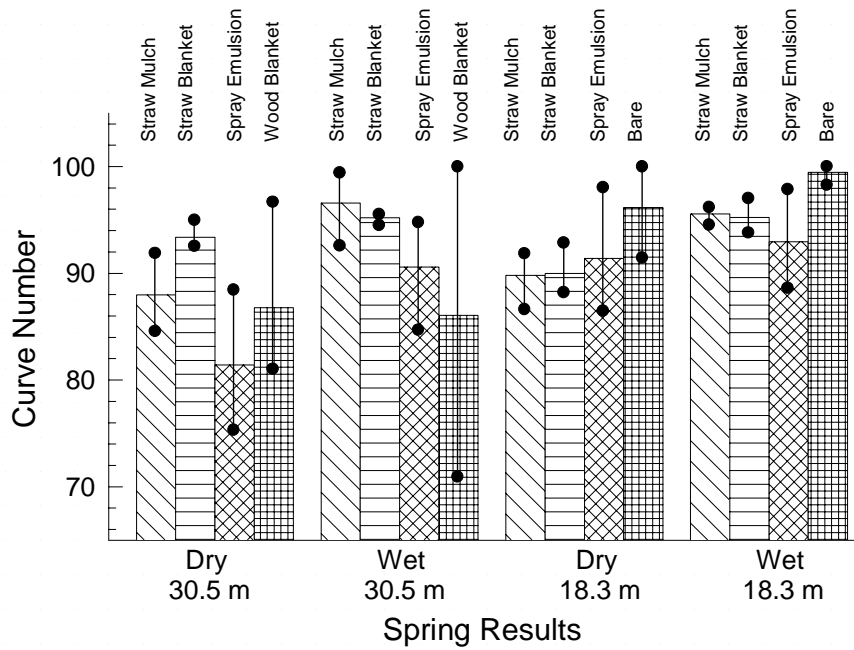 Straw Mulch
Straw Blanket
Spray Emulsion
Wood Blanket
Straw Mulch
Straw Blanket
Spray Emulsion
Wood Blanket
Straw Mulch
Straw Blanket
Spray Emulsion
Bare
Straw Mulch
Straw Blanket
Spray Emulsion
Bare
Curve Number
100
90
80
70
Dry
30.5 m
Wet
30.5 m
Dry
18.3 m
Wet
18.3 m
Spring Results